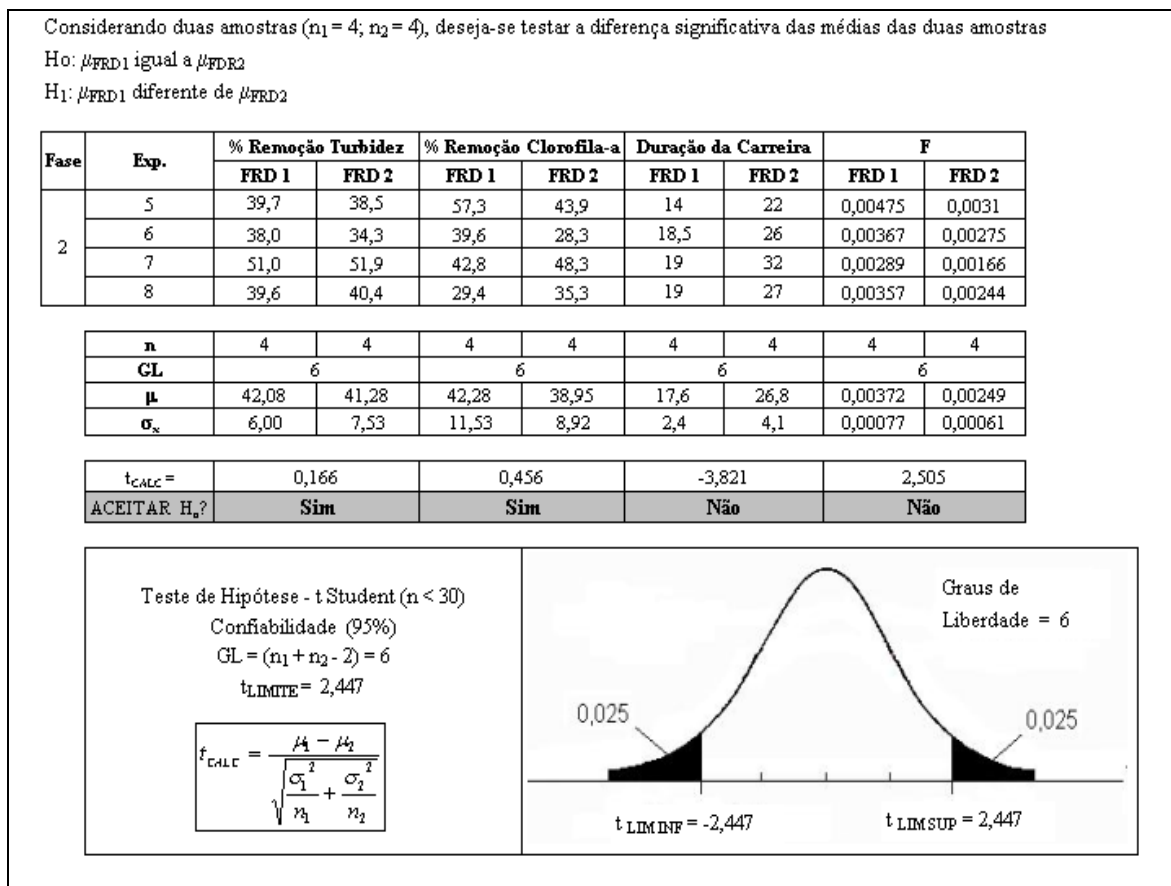 Considerando duas amostras (n1 = 4; n2 = 4), deseja-se testar a diferença significativa das médias das duas amostras
Ho: μFRD1 igual a μFDR2
H1: μFRD1 diferente de μFRD2
Fase Exp. % Remoção Turbidez % Remoção Clorofila-a Duração da Carreira F
FRD 1 FRD 2 FRD 1 FRD 2 FRD 1 FRD 2 FRD 1 FRD 2
2
5 39,7 38,5 57,3 43,9 14 22 0,00475 0,0031
6 38,0 34,3 39,6 28,3 18,5 26 0,00367 0,00275
7 51,0 51,9 42,8 48,3 19 32 0,00289 0,00166
8 39,6 40,4 29,4 35,3 19 27 0,00357 0,00244
n 4 4 4 4 4 4 4 4
GL 6 6 6 6
μ 42,08 41,28 42,28 38,95 17,6 26,8 0,00372 0,00249
σx 6,00 7,53 11,53 8,92 2,4 4,1 0,00077 0,00061
tCALC = 0,166 0,456 -3,821 2,505
ACEITAR Ho? Sim Sim Não Não
Teste de Hipótese - t Student (n < 30)
Confiabilidade (95%)
GL = (n1 + n2 - 2) = 6
tLIMITE = 2,447
tCALC = (μ1 − μ2) / √(σ1²/n1 + σ2²/n2)
Graus de
Liberdade = 6
0,025
0,025
t LIM INF = -2,447
t LIM SUP = 2,447